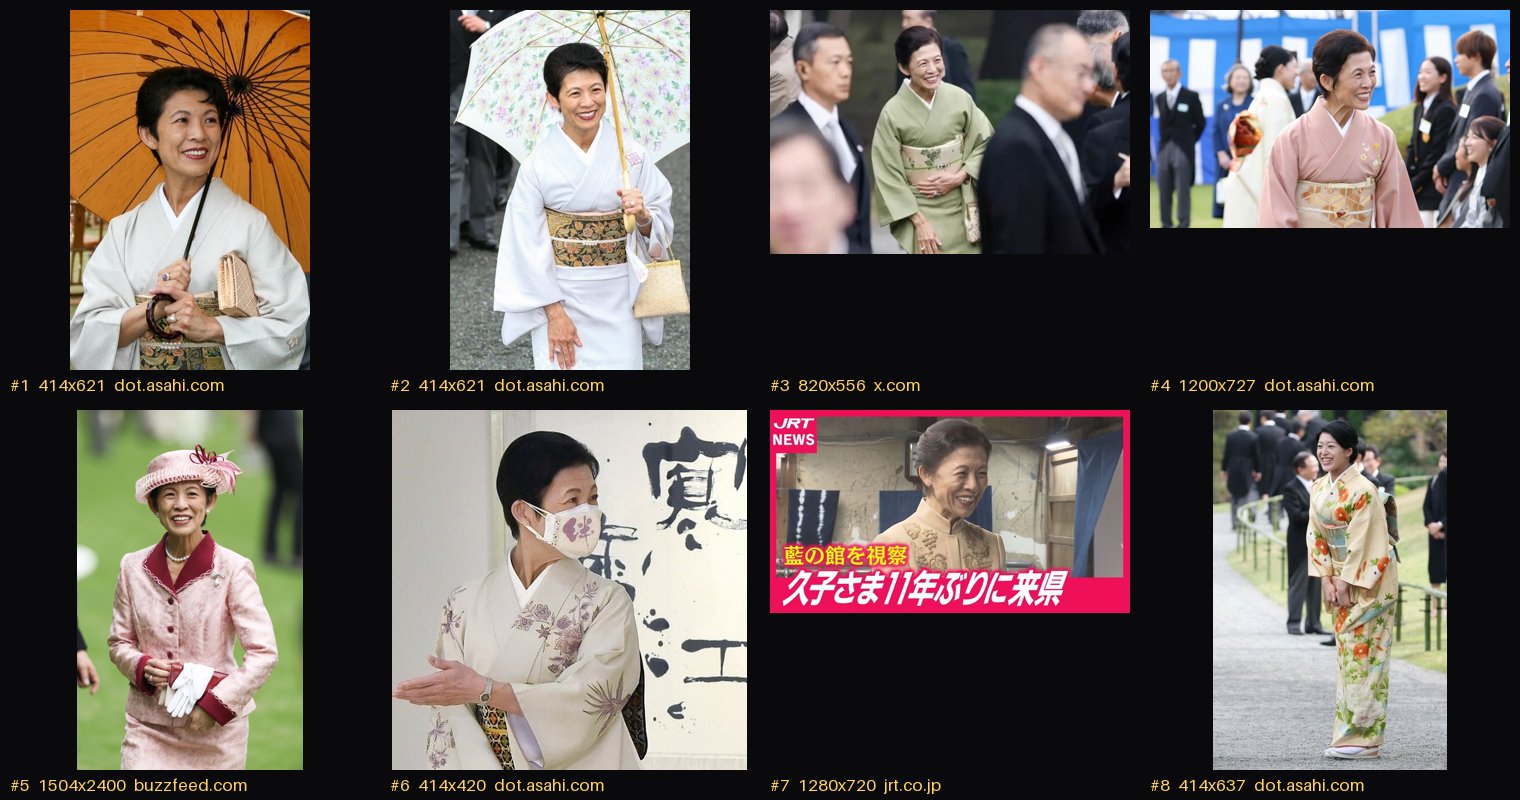 #1 414x621 dot.asahi.com
#2 414x621 dot.asahi.com
#3 820x556 x.com
#4 1200x727 dot.asahi.com
絆
寛
江
JRT
NEWS
藍の館を視察
久子さま11年ぶりに来県
#5 1504x2400 buzzfeed.com
#6 414x420 dot.asahi.com
#7 1280x720 jrt.co.jp
#8 414x637 dot.asahi.com